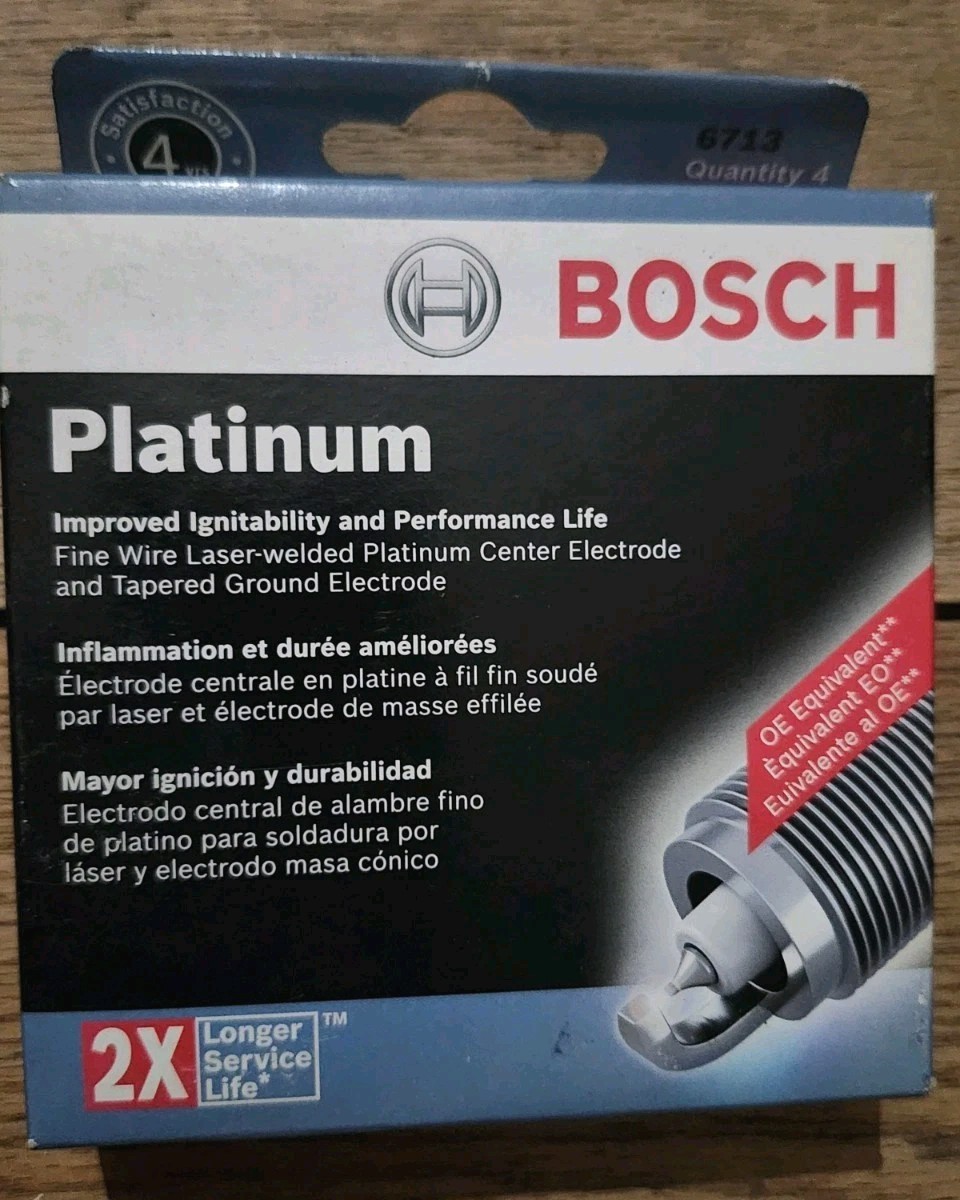 Satisfaction
4 yrs
6713
Quantity 4
BOSCH
Platinum
Improved Ignitability and Performance Life
Fine Wire Laser-welded Platinum Center Electrode
and Tapered Ground Electrode
Inflammation et durée améliorées
Électrode centrale en platine à fil fin soudé
par laser et électrode de masse effilée
Mayor ignición y durabilidad
Electrodo central de alambre fino
de platino para soldadura por
láser y electrodo masa cónico
OE Equivalent**
Èquivalent EO**
Euivalente al OE**
2X
Longer
Service
Life*
TM